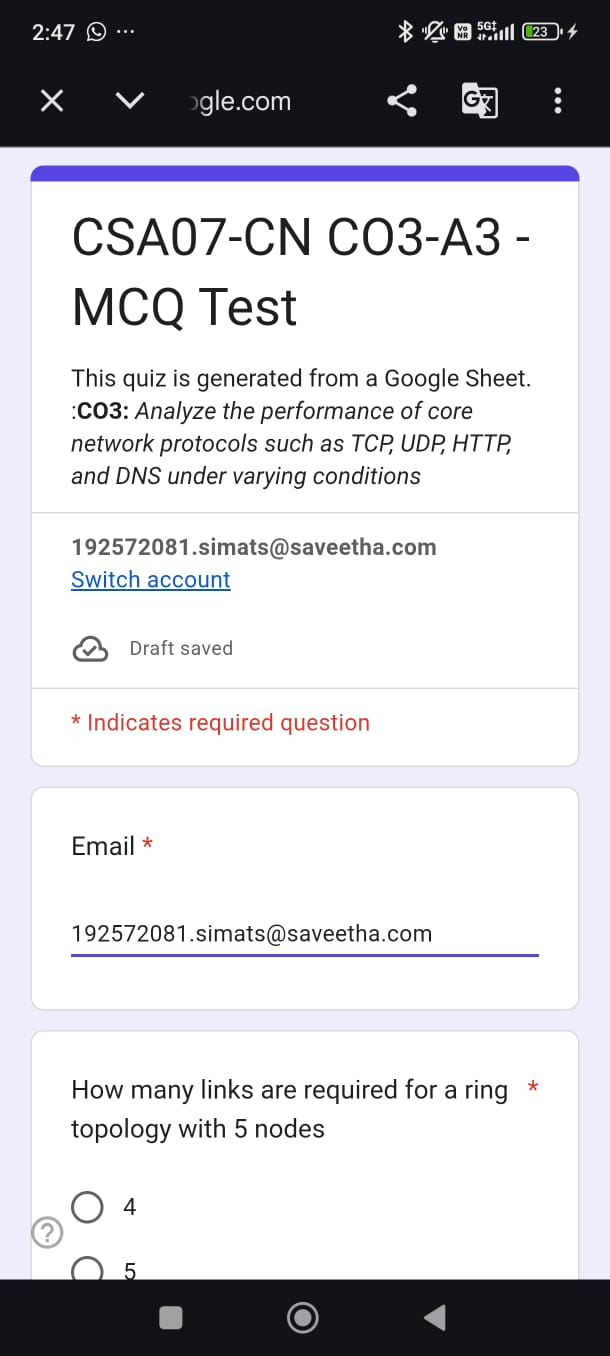 2:47
5G+
23
ogle.com
CSA07-CN CO3-A3 -
MCQ Test
This quiz is generated from a Google Sheet.
:CO3: Analyze the performance of core
network protocols such as TCP, UDP, HTTP,
and DNS under varying conditions
192572081.simats@saveetha.com
Switch account
Draft saved
* Indicates required question
Email *
192572081.simats@saveetha.com
How many links are required for a ring *
topology with 5 nodes
4
5